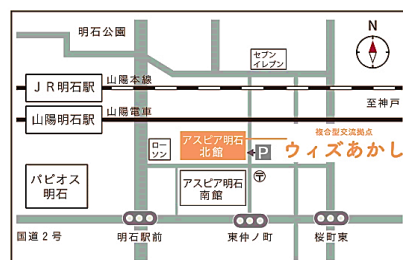 明石公園
N
セブン
イレブン
山陽本線
JR明石駅
至神戸
山陽電車
山陽明石駅
複合型交流拠点
ウィズあかし
アスピア明石
北館
ロー
ソン
P
〒
パピオス
明石
アスピア明石
南館
国道2号
明石駅前
東仲ノ町
桜町東